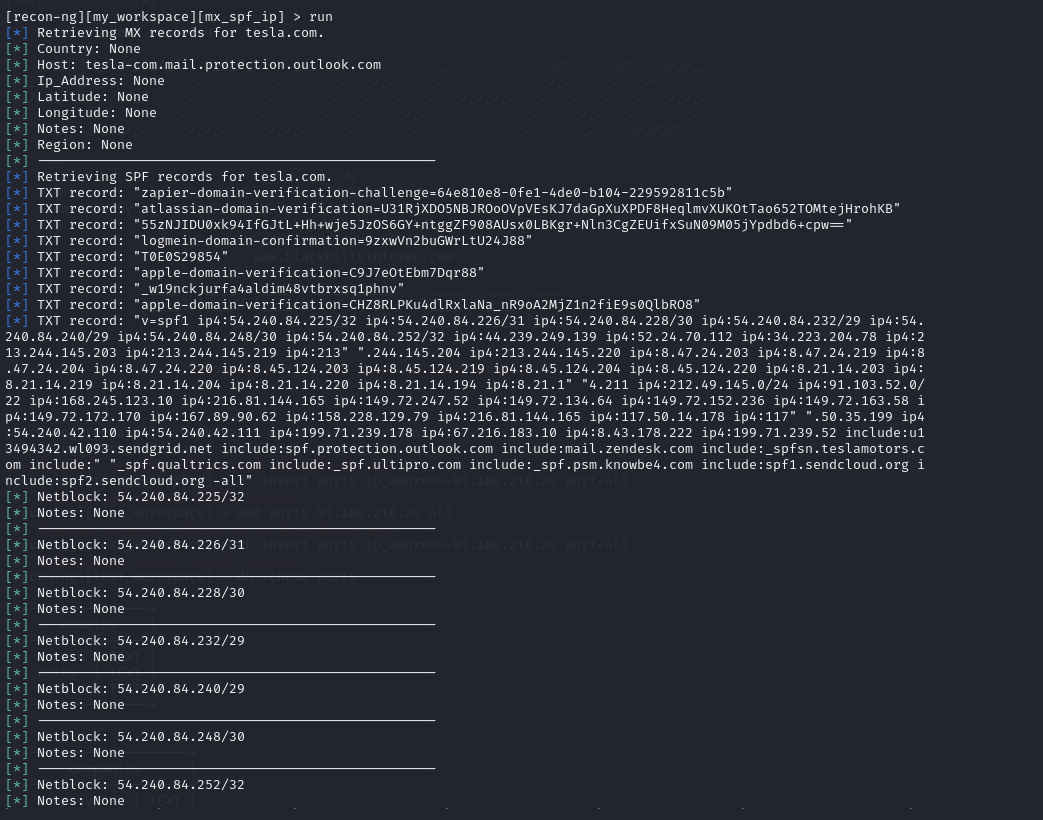 [recon-ng][my_workspace][mx_spf_ip] > run
[*] Retrieving MX records for tesla.com.
[*] Country: None
[*] Host: tesla-com.mail.protection.outlook.com
[*] Ip_Address: None
[*] Latitude: None
[*] Longitude: None
[*] Notes: None
[*] Region: None
[*] ──────────────────────────────────────────────────
[*] Retrieving SPF records for tesla.com.
[*] TXT record: "zapier-domain-verification-challenge=64e810e8-0fe1-4de0-b104-229592811c5b"
[*] TXT record: "atlassian-domain-verification=U31RjXDO5NBJROoOVpVEsKJ7daGpXuXPDF8HeqlmvXUKOtTao652TOMtejHrohKB"
[*] TXT record: "55zNJIDU0xk94IfGJtL+Hh+wje5JzOS6GY+ntggZF908AUsx0LBKgr+Nln3CgZEUifxSuN09M05jYpdbd6+cpw=="
[*] TXT record: "logmein-domain-confirmation=9zxwVn2buGWrLtU24J88"
[*] TXT record: "T0E0S29854"
[*] TXT record: "apple-domain-verification=C9J7eOtEbm7Dqr88"
[*] TXT record: "_w19nckjurfa4aldim48vtbrxsq1phnv"
[*] TXT record: "apple-domain-verification=CHZ8RLPKu4dlRxlaNa_nR9oA2MjZ1n2fiE9s0QlbRO8"
[*] TXT record: "v=spf1 ip4:54.240.84.225/32 ip4:54.240.84.226/31 ip4:54.240.84.228/30 ip4:54.240.84.232/29 ip4:54.
240.84.240/29 ip4:54.240.84.248/30 ip4:54.240.84.252/32 ip4:44.239.249.139 ip4:52.24.70.112 ip4:34.223.204.78 ip4:2
13.244.145.203 ip4:213.244.145.219 ip4:213" ".244.145.204 ip4:213.244.145.220 ip4:8.47.24.203 ip4:8.47.24.219 ip4:8
.47.24.204 ip4:8.47.24.220 ip4:8.45.124.203 ip4:8.45.124.219 ip4:8.45.124.204 ip4:8.45.124.220 ip4:8.21.14.203 ip4:
8.21.14.219 ip4:8.21.14.204 ip4:8.21.14.220 ip4:8.21.14.194 ip4:8.21.1" "4.211 ip4:212.49.145.0/24 ip4:91.103.52.0/
22 ip4:168.245.123.10 ip4:216.81.144.165 ip4:149.72.247.52 ip4:149.72.134.64 ip4:149.72.152.236 ip4:149.72.163.58 i
p4:149.72.172.170 ip4:167.89.90.62 ip4:158.228.129.79 ip4:216.81.144.165 ip4:117.50.14.178 ip4:117" ".50.35.199 ip4
:54.240.42.110 ip4:54.240.42.111 ip4:199.71.239.178 ip4:67.216.183.10 ip4:8.43.178.222 ip4:199.71.239.52 include:u1
3494342.wl093.sendgrid.net include:spf.protection.outlook.com include:mail.zendesk.com include:_spfsn.teslamotors.c
om include:" "_spf.qualtrics.com include:_spf.ultipro.com include:_spf.psm.knowbe4.com include:spf1.sendcloud.org i
nclude:spf2.sendcloud.org -all"
[*] Netblock: 54.240.84.225/32
[*] Notes: None
[*] ──────────────────────────────────────────────────
[*] Netblock: 54.240.84.226/31
[*] Notes: None
[*] ──────────────────────────────────────────────────
[*] Netblock: 54.240.84.228/30
[*] Notes: None
[*] ──────────────────────────────────────────────────
[*] Netblock: 54.240.84.232/29
[*] Notes: None
[*] ──────────────────────────────────────────────────
[*] Netblock: 54.240.84.240/29
[*] Notes: None
[*] ──────────────────────────────────────────────────
[*] Netblock: 54.240.84.248/30
[*] Notes: None
[*] ──────────────────────────────────────────────────
[*] Netblock: 54.240.84.252/32
[*] Notes: None